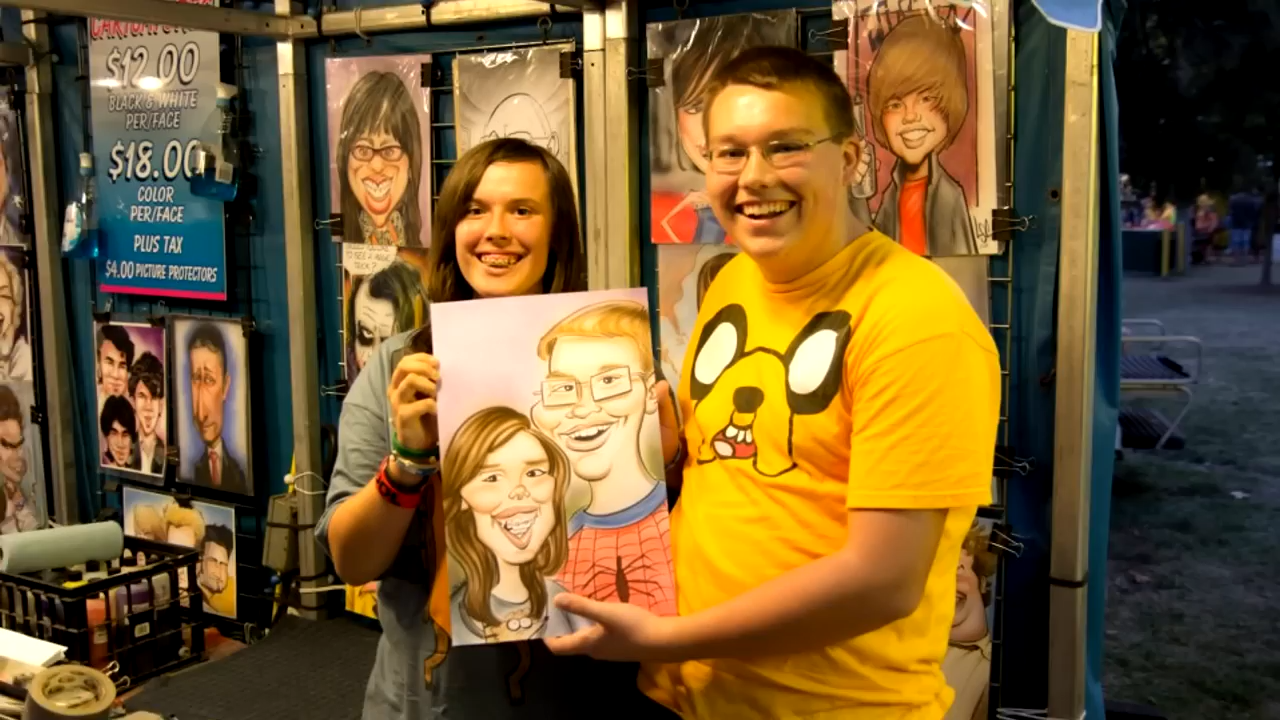 $12.00
BLACK & WHITE
PER/FACE
$18.00
COLOR
PER/FACE
PLUS TAX
$4.00 PICTURE PROTECTORS